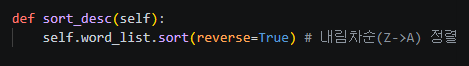 def sort_desc(self):
    self.word_list.sort(reverse=True) # 내림차순(Z->A) 정렬